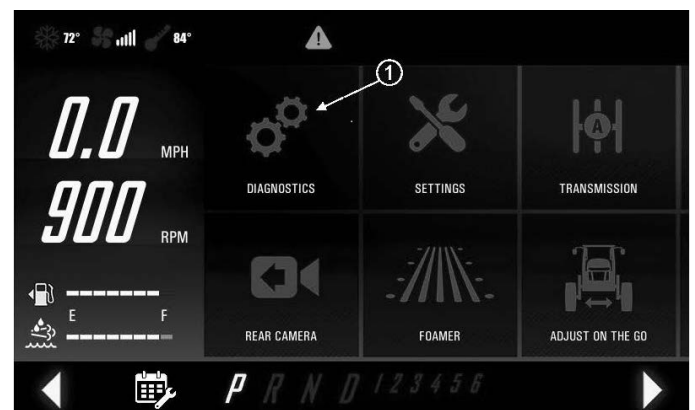 72° 84°
1
0.0 MPH
900 RPM
DIAGNOSTICS SETTINGS TRANSMISSION
A
REAR CAMERA FOAMER ADJUST ON THE GO
E F
P R N D 1 2 3 4 5 6